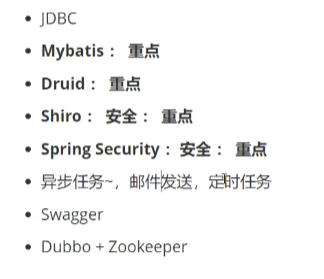 JDBC
Mybatis： 重点
Druid： 重点
Shiro： 安全： 重点
Spring Security：安全： 重点
异步任务~，邮件发送，定时任务
Swagger
Dubbo + Zookeeper